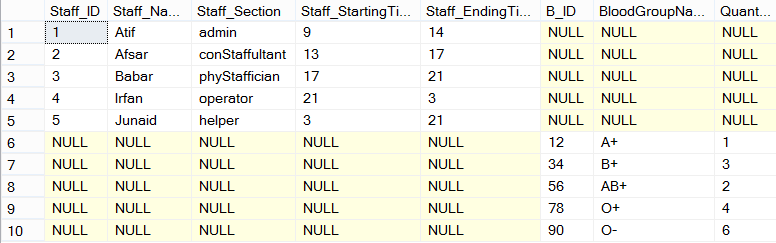 Staff_ID Staff_Na... Staff_Section Staff_StartingTi... Staff_EndingTi... B_ID BloodGroupNa... Quant...
1 1 Atif admin 9 14 NULL NULL NULL
2 2 Afsar conStaffultant 13 17 NULL NULL NULL
3 3 Babar phyStaffician 17 21 NULL NULL NULL
4 4 Irfan operator 21 3 NULL NULL NULL
5 5 Junaid helper 3 21 NULL NULL NULL
6 NULL NULL NULL NULL NULL 12 A+ 1
7 NULL NULL NULL NULL NULL 34 B+ 3
8 NULL NULL NULL NULL NULL 56 AB+ 2
9 NULL NULL NULL NULL NULL 78 O+ 4
10 NULL NULL NULL NULL NULL 90 O- 6